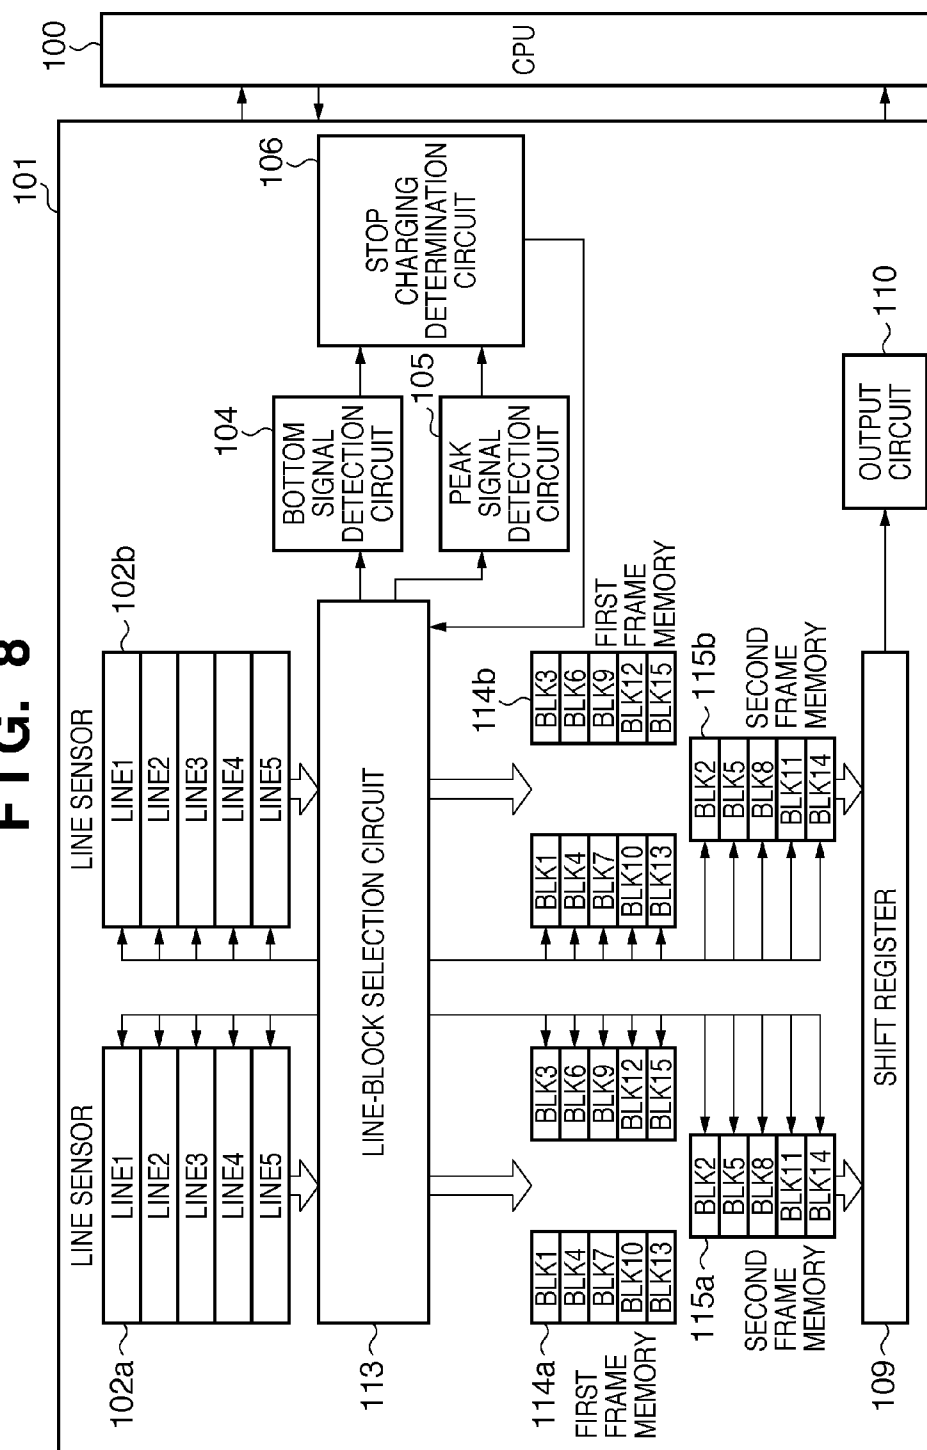 FIG. 8
100
CPU
101
106
STOP
CHARGING
DETERMINATION
CIRCUIT
104
BOTTOM
SIGNAL
DETECTION
CIRCUIT
105
PEAK
SIGNAL
DETECTION
CIRCUIT
110
OUTPUT
CIRCUIT
LINE SENSOR
102a
LINE1
LINE2
LINE3
LINE4
LINE5
LINE SENSOR
102b
LINE1
LINE2
LINE3
LINE4
LINE5
113
LINE-BLOCK SELECTION CIRCUIT
114a
FIRST
FRAME
MEMORY
BLK1
BLK4
BLK7
BLK10
BLK13
BLK3
BLK6
BLK9
BLK12
BLK15
BLK1
BLK4
BLK7
BLK10
BLK13
114b
BLK3
BLK6
BLK9
BLK12
BLK15
FIRST
FRAME
MEMORY
115a
SECOND
FRAME
MEMORY
BLK2
BLK5
BLK8
BLK11
BLK14
115b
BLK2
BLK5
BLK8
BLK11
BLK14
SECOND
FRAME
MEMORY
109
SHIFT REGISTER